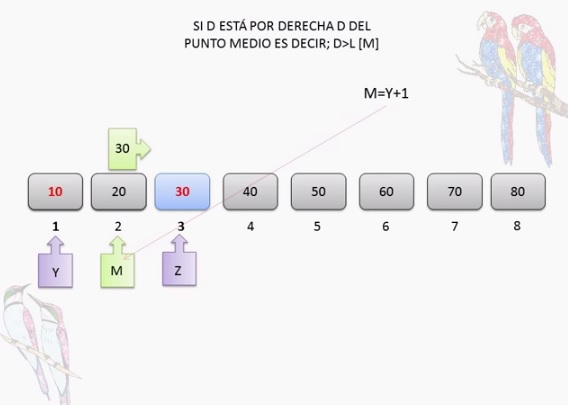 SI D ESTÁ POR DERECHA D DEL
PUNTO MEDIO ES DECIR; D>L [M]
M=Y+1
30
10 20 30 40 50 60 70 80
1 2 3 4 5 6 7 8
Y M Z